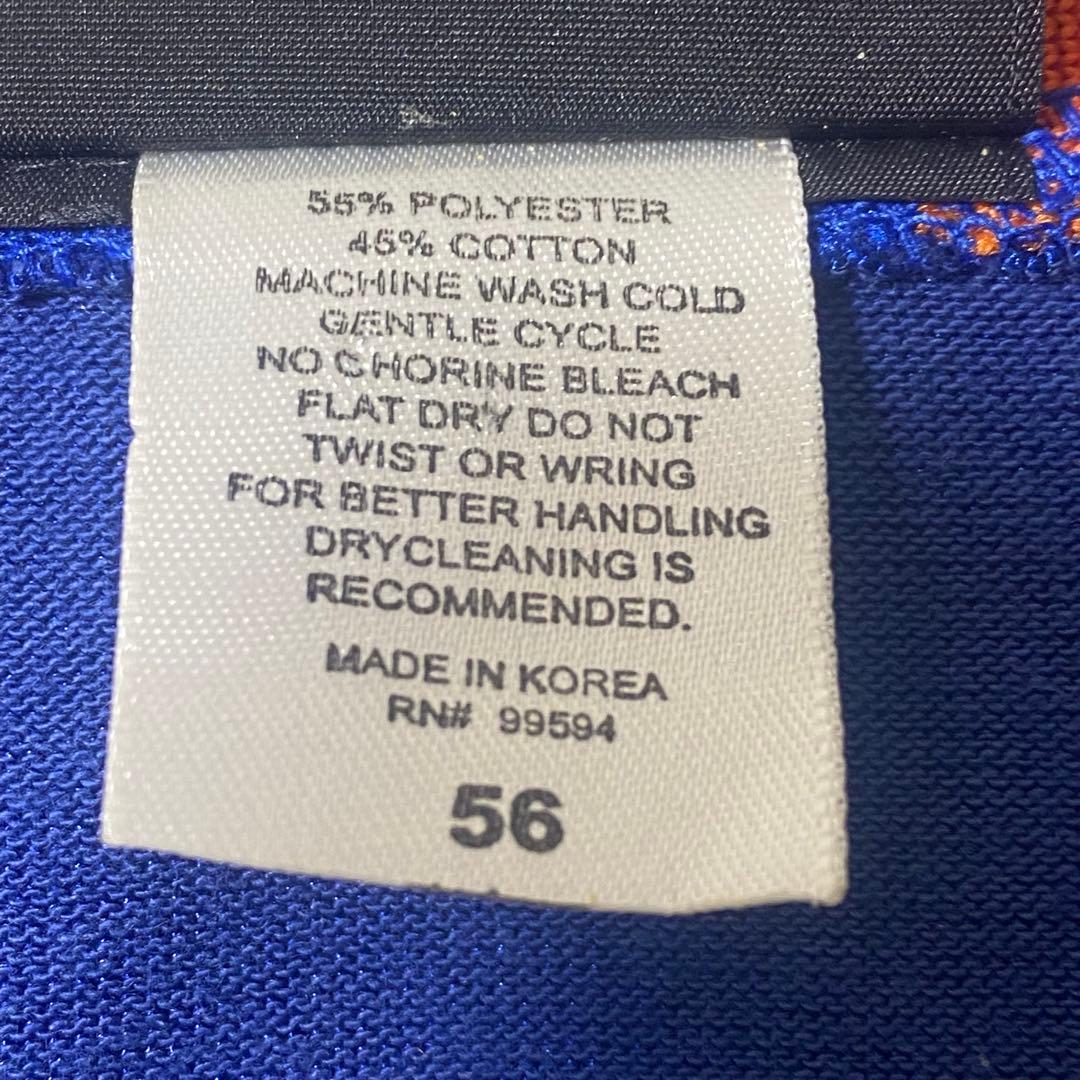 55% POLYESTER
45% COTTON
MACHINE WASH COLD
GENTLE CYCLE
NO CHORINE BLEACH
FLAT DRY DO NOT
TWIST OR WRING
FOR BETTER HANDLING
DRYCLEANING IS
RECOMMENDED.
MADE IN KOREA
RN# 99594
56